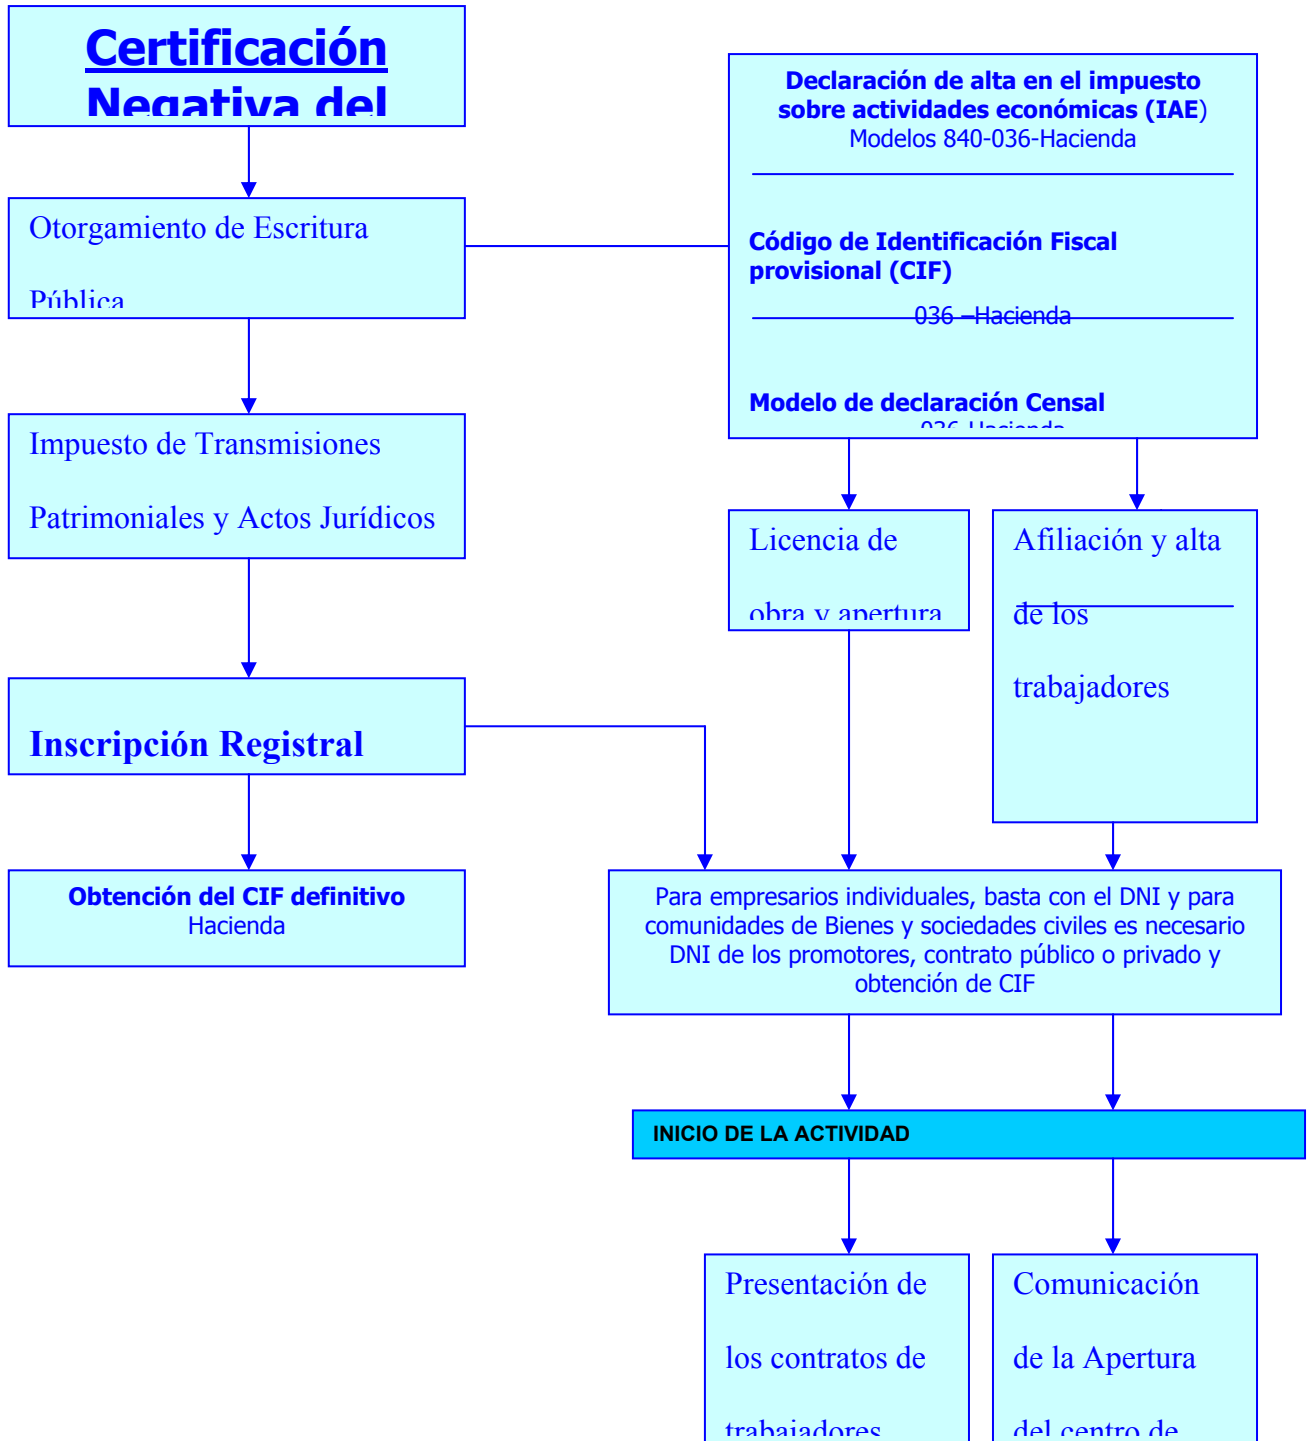 Certificación
Negativa del
Otorgamiento de Escritura
Pública
Impuesto de Transmisiones
Patrimoniales y Actos Jurídicos
Inscripción Registral
Obtención del CIF definitivo
Hacienda
Declaración de alta en el impuesto
sobre actividades económicas (IAE)
Modelos 840-036-Hacienda
Código de Identificación Fiscal
provisional (CIF)
036 –Hacienda
Modelo de declaración Censal
036-Hacienda
Licencia de
obra y apertura
Afiliación y alta
de los
trabajadores
Para empresarios individuales, basta con el DNI y para
comunidades de Bienes y sociedades civiles es necesario
DNI de los promotores, contrato público o privado y
obtención de CIF
INICIO DE LA ACTIVIDAD
Presentación de
los contratos de
trabajadores
Comunicación
de la Apertura
del centro de